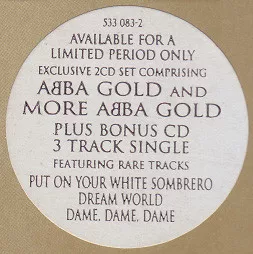 533 083-2
AVAILABLE FOR A
LIMITED PERIOD ONLY
EXCLUSIVE 2CD SET COMPRISING
ABBA GOLD AND
MORE ABBA GOLD
PLUS BONUS CD
3 TRACK SINGLE
FEATURING RARE TRACKS
PUT ON YOUR WHITE SOMBRERO
DREAM WORLD
DAME, DAME, DAME